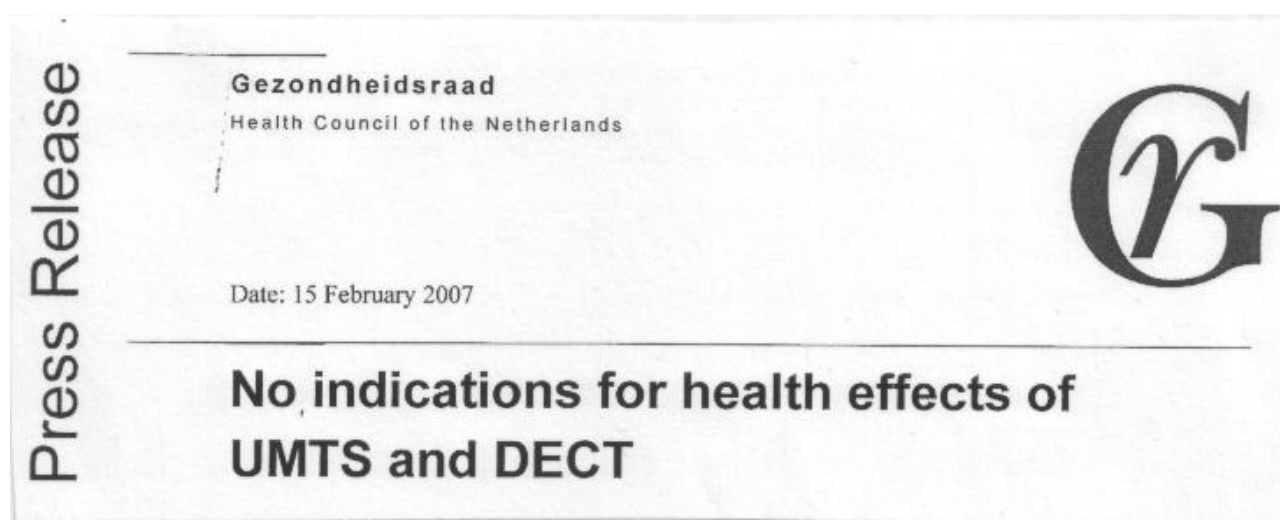 Press Release
Gezondheidsraad
Health Council of the Netherlands
Gr
Date: 15 February 2007
No indications for health effects of
UMTS and DECT